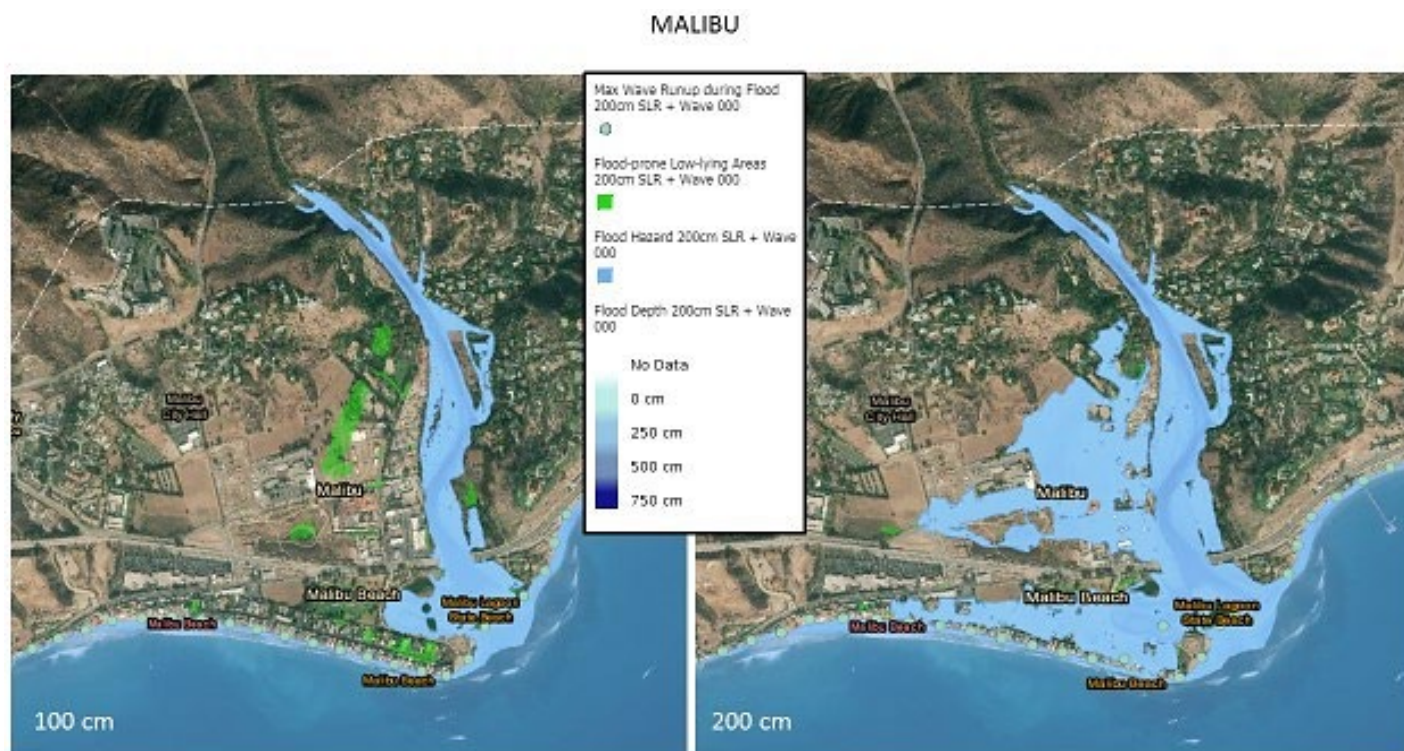 MALIBU
Max Wave Runup during Flood
200cm SLR + Wave 000
Flood-prone Low-lying Areas
200cm SLR + Wave 000
Flood Hazard 200cm SLR + Wave
000
Flood Depth 200cm SLR + Wave
000
No Data
0 cm
250 cm
500 cm
750 cm
Malibu
City Hall
Malibu
Malibu Beach
Malibu Lagoon
State Beach
Malibu Beach
Malibu Beach
100 cm
Malibu
City Hall
Malibu
Malibu Beach
Malibu Lagoon
State Beach
Malibu Beach
Malibu Beach
200 cm